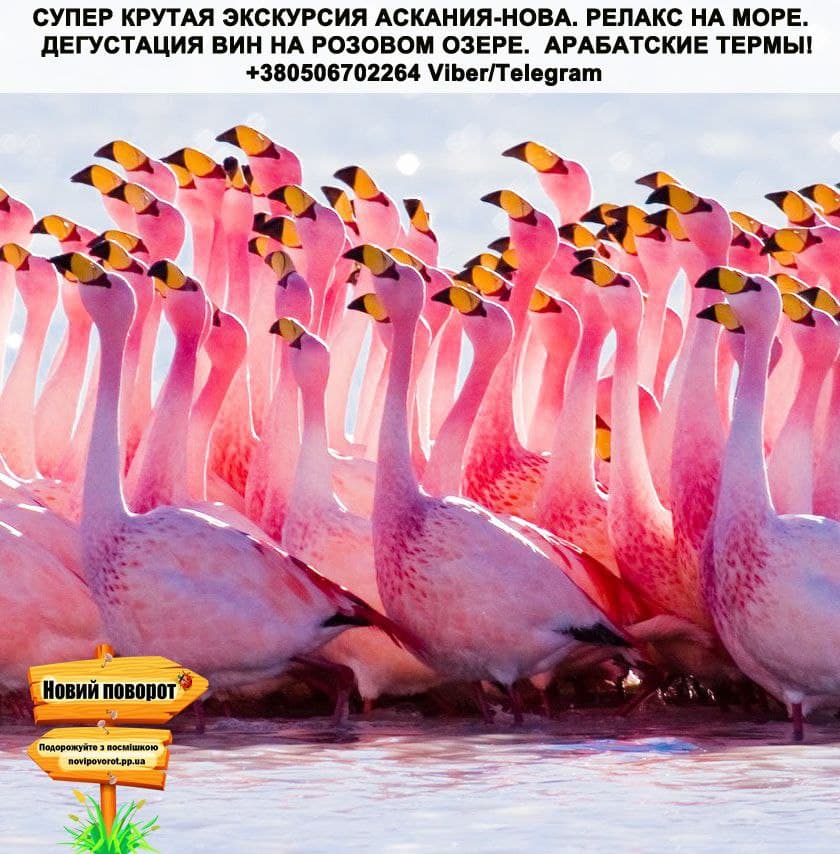 СУПЕР КРУТАЯ ЭКСКУРСИЯ АСКАНИЯ-НОВА. РЕЛАКС НА МОРЕ.
ДЕГУСТАЦИЯ ВИН НА РОЗОВОМ ОЗЕРЕ. АРАБАТСКИЕ ТЕРМЫ!
+380506702264 Viber/Telegram
Новий поворот
Подорожуйте з посмішкою
novipovorot.pp.ua